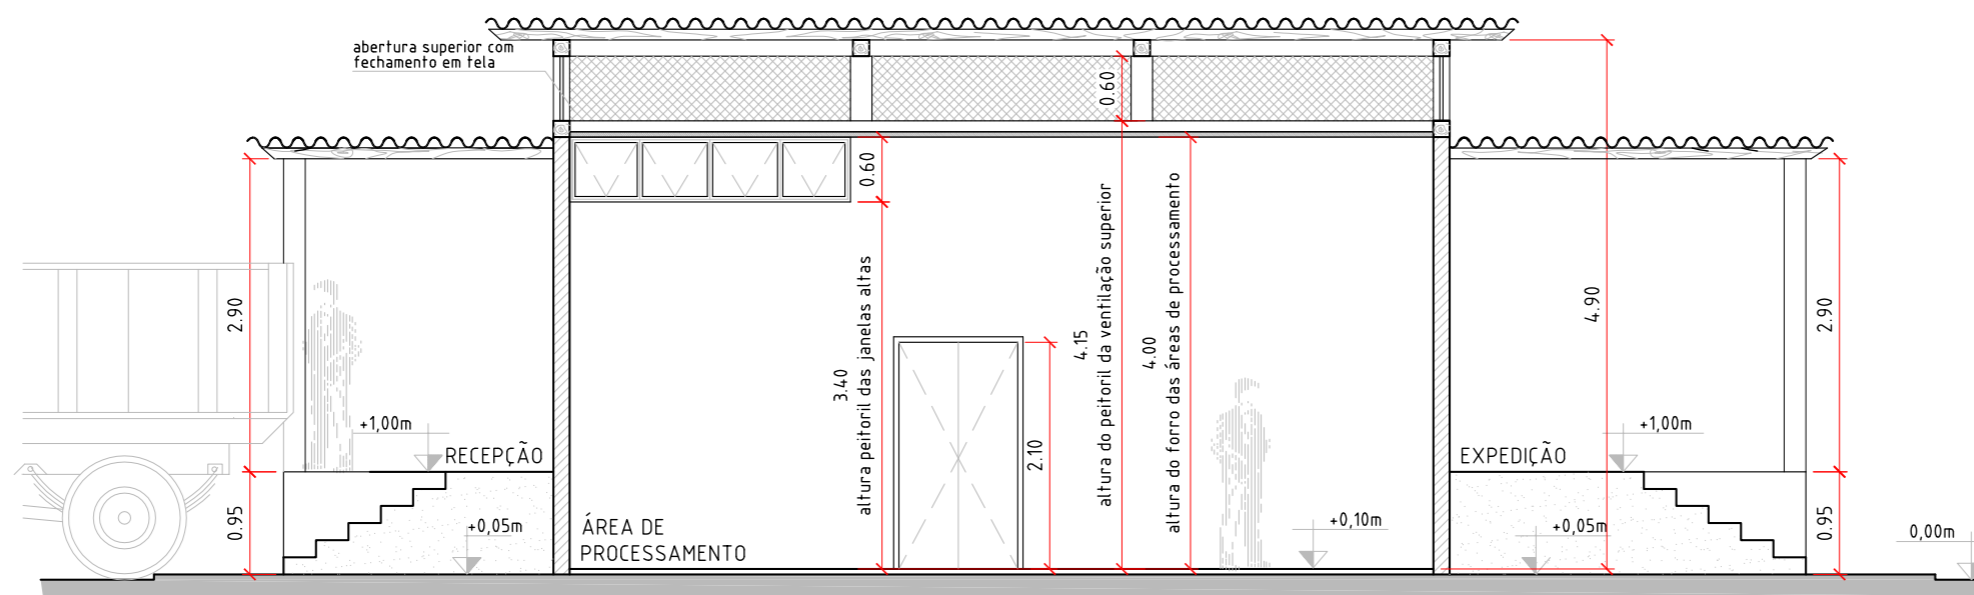 abertura superior com
fechamento em tela
0.60
0.60
2.90
3.40
altura peitoril das janelas altas
4.15
altura do peitoril da ventilação superior
4.00
altura do forro das áreas de processamento
4.90
2.90
+1,00m
RECEPÇÃO
2.10
+1,00m
EXPEDIÇÃO
0.95
+0,05m
ÁREA DE
PROCESSAMENTO
+0,10m
+0,05m
0.95
0,00m